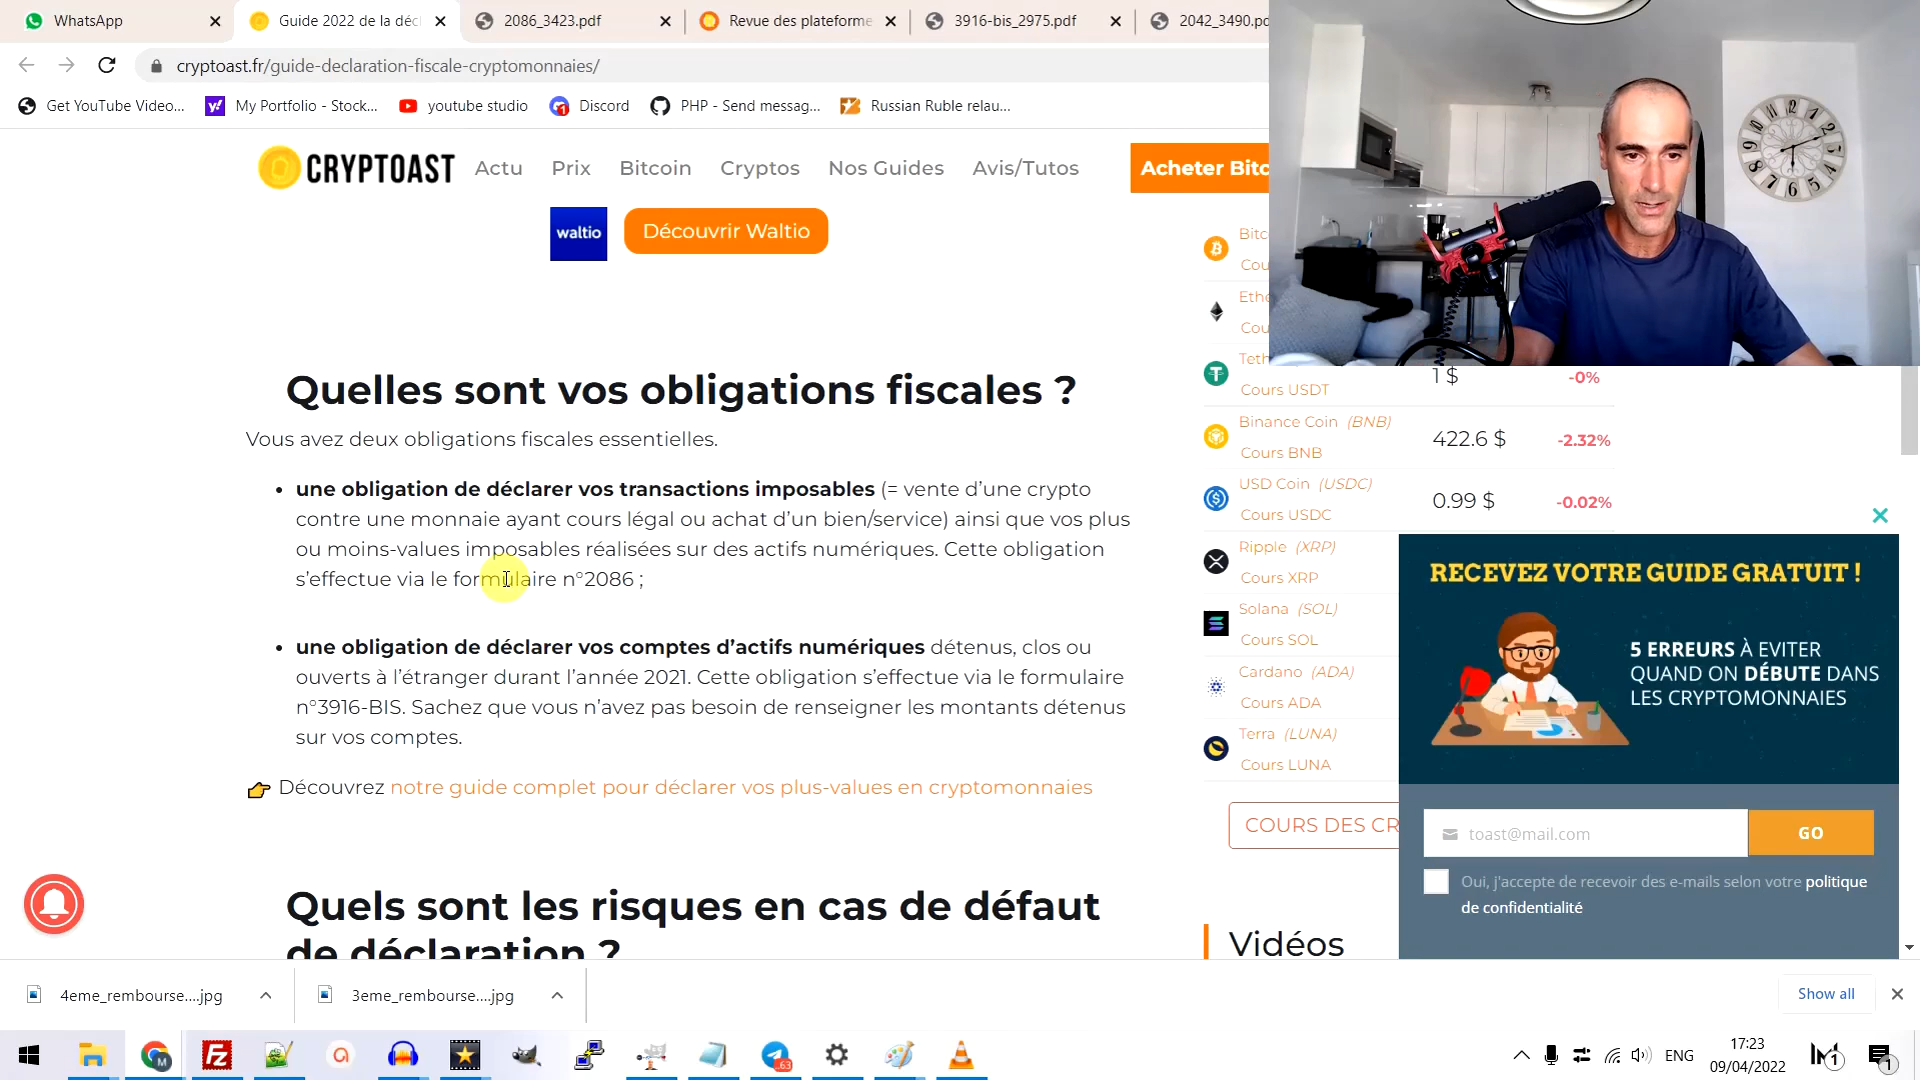 WhatsApp
Guide 2022 de la décl
2086_3423.pdf
Revue des plateforme
3916-bis_2975.pdf
2042_3490.pd
cryptoast.fr/guide-declaration-fiscale-cryptomonnaies/
Get YouTube Video...
My Portfolio - Stock...
youtube studio
Discord
PHP - Send messag...
Russian Ruble relau...
CRYPTOAST
Actu
Prix
Bitcoin
Cryptos
Nos Guides
Avis/Tutos
Acheter Bitc
waltio
Découvrir Waltio
Quelles sont vos obligations fiscales ?
Vous avez deux obligations fiscales essentielles.
• une obligation de déclarer vos transactions imposables (= vente d'une crypto
contre une monnaie ayant cours légal ou achat d'un bien/service) ainsi que vos plus
ou moins-values imposables réalisées sur des actifs numériques. Cette obligation
s'effectue via le formulaire n°2086 ;
• une obligation de déclarer vos comptes d'actifs numériques détenus, clos ou
ouverts à l'étranger durant l'année 2021. Cette obligation s'effectue via le formulaire
n°3916-BIS. Sachez que vous n'avez pas besoin de renseigner les montants détenus
sur vos comptes.
👉 Découvrez notre guide complet pour déclarer vos plus-values en cryptomonnaies
Quels sont les risques en cas de défaut
de déclaration ?
Bitc
Cou
Ethe
Cou
Teth
Cours USDT
1 $
-0%
Binance Coin (BNB)
Cours BNB
422.6 $
-2.32%
USD Coin (USDC)
Cours USDC
0.99 $
-0.02%
Ripple (XRP)
Cours XRP
Solana (SOL)
Cours SOL
Cardano (ADA)
Cours ADA
Terra (LUNA)
Cours LUNA
COURS DES CR
Vidéos
RECEVEZ VOTRE GUIDE GRATUIT !
5 ERREURS À EVITER
QUAND ON DÉBUTE DANS
LES CRYPTOMONNAIES
toast@mail.com
GO
Oui, j'accepte de recevoir des e-mails selon votre politique
de confidentialité
4eme_rembourse....jpg
3eme_rembourse....jpg
Show all
ENG
17:23
09/04/2022